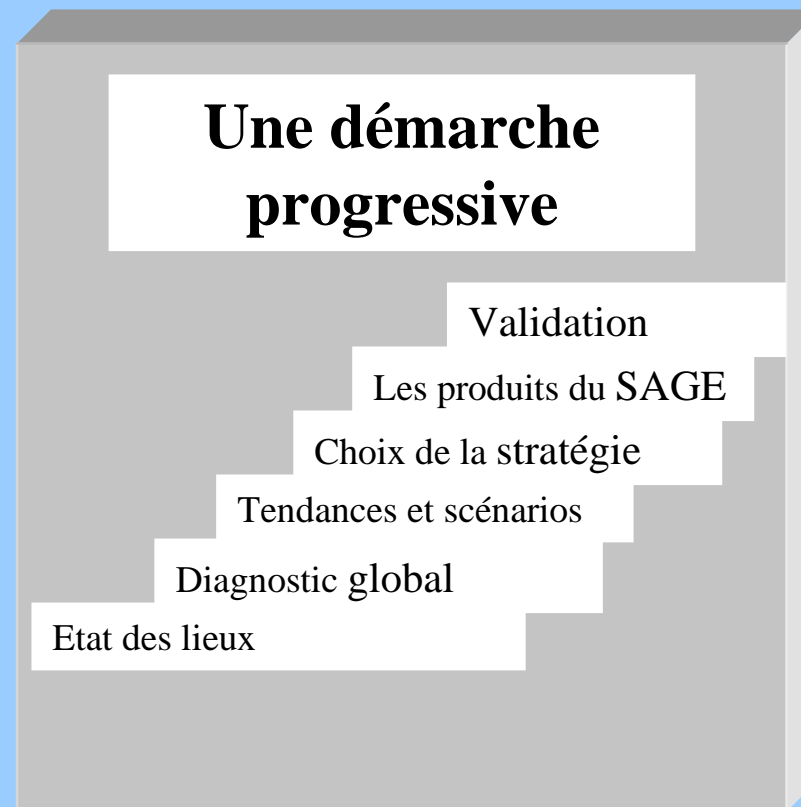 Une démarche
progressive
Validation
Les produits du SAGE
Choix de la stratégie
Tendances et scénarios
Diagnostic global
Etat des lieux